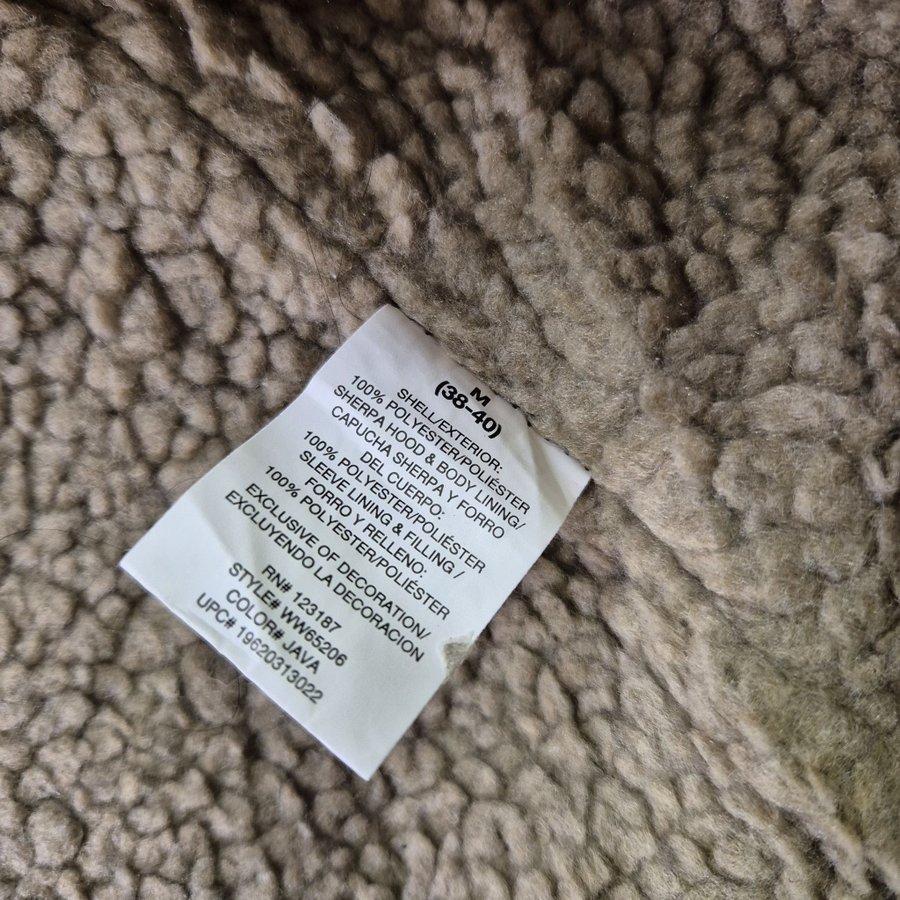 M
(38-40)
SHELL/EXTERIOR:
100% POLYESTER/POLIÉSTER
SHERPA HOOD & BODY LINING/
CAPUCHA SHERPA Y FORRO
DEL CUERPO:
100% POLYESTER/POLIÉSTER
SLEEVE LINING & FILLING /
FORRO Y RELLENO:
100% POLYESTER/POLIÉSTER
EXCLUSIVE OF DECORATION/
EXCLUYENDO LA DECORACION
RN# 123187
STYLE# WW65206
COLOR# JAVA
UPC# 19620313022